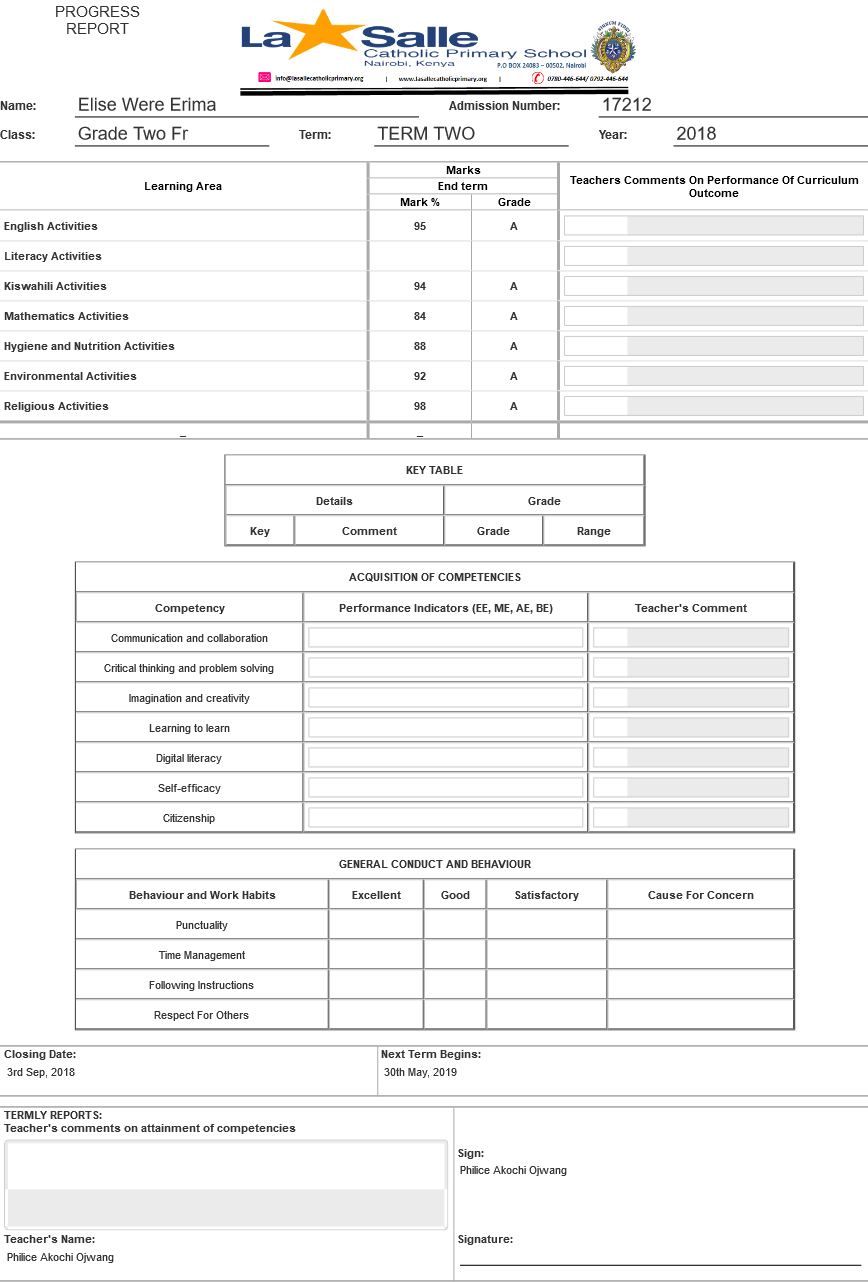 PROGRESS
REPORT
La Salle
Catholic Primary School
Nairobi, Kenya
P.O BOX 24083 – 00502, Nairobi
info@lasallecatholicprimary.org | www.lasallecatholicprimary.org | 0780-446-644/ 0792-446-644
Name: Elise Were Erima Admission Number: 17212
Class: Grade Two Fr Term: TERM TWO Year: 2018
Learning Area Marks Teachers Comments On Performance Of Curriculum Outcome
End term
Mark % Grade
English Activities 95 A
Literacy Activities
Kiswahili Activities 94 A
Mathematics Activities 84 A
Hygiene and Nutrition Activities 88 A
Environmental Activities 92 A
Religious Activities 98 A
_ _
KEY TABLE
Details Grade
Key Comment Grade Range
ACQUISITION OF COMPETENCIES
Competency Performance Indicators (EE, ME, AE, BE) Teacher's Comment
Communication and collaboration
Critical thinking and problem solving
Imagination and creativity
Learning to learn
Digital literacy
Self-efficacy
Citizenship
GENERAL CONDUCT AND BEHAVIOUR
Behaviour and Work Habits Excellent Good Satisfactory Cause For Concern
Punctuality
Time Management
Following Instructions
Respect For Others
Closing Date: Next Term Begins:
3rd Sep, 2018 30th May, 2019
TERMLY REPORTS:
Teacher's comments on attainment of competencies
Sign:
Philice Akochi Ojwang
Teacher's Name: Signature:
Philice Akochi Ojwang